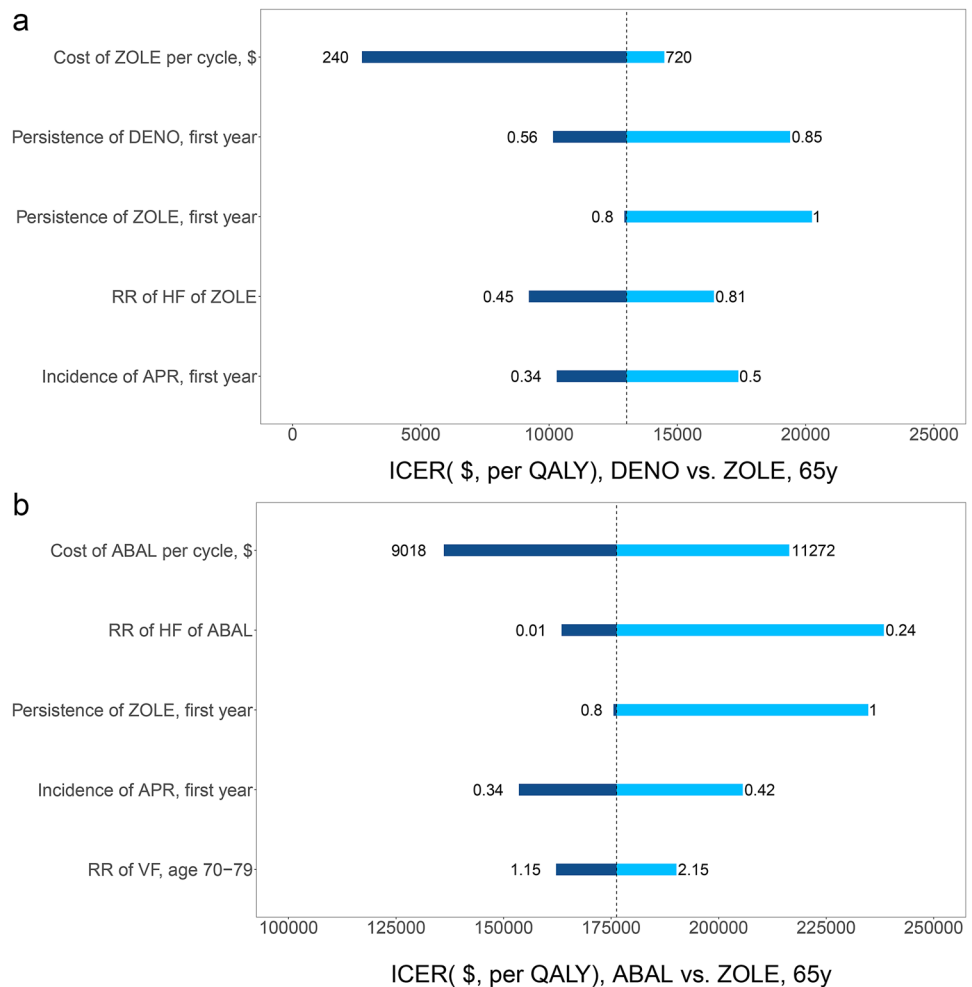 a
Cost of ZOLE per cycle, $
240
720
Persistence of DENO, first year
0.56
0.85
Persistence of ZOLE, first year
0.8
1
RR of HF of ZOLE
0.45
0.81
Incidence of APR, first year
0.34
0.5
0 5000 10000 15000 20000 25000
ICER( $, per QALY), DENO vs. ZOLE, 65y
b
Cost of ABAL per cycle, $
9018
11272
RR of HF of ABAL
0.01
0.24
Persistence of ZOLE, first year
0.8
1
Incidence of APR, first year
0.34
0.42
RR of VF, age 70−79
1.15
2.15
100000 125000 150000 175000 200000 225000 250000
ICER( $, per QALY), ABAL vs. ZOLE, 65y